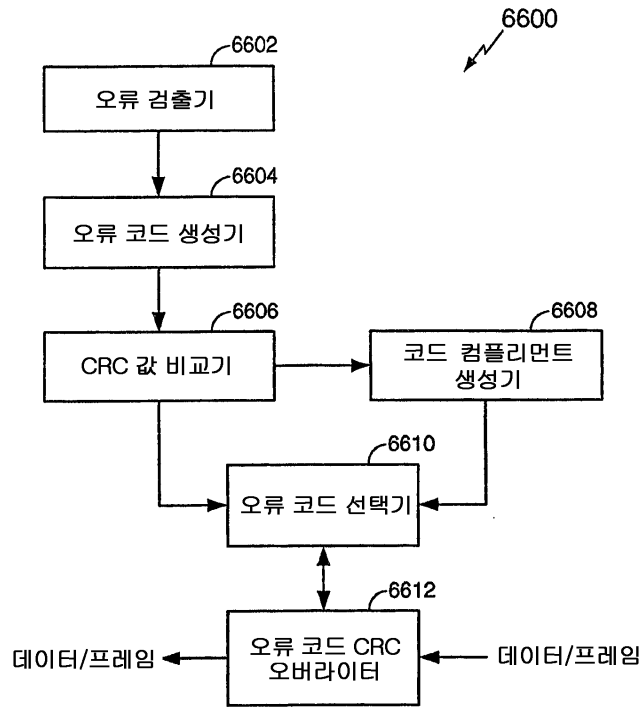 6600
6602
오류 검출기
6604
오류 코드 생성기
6606
CRC 값 비교기
6608
코드 컴플리먼트
생성기
6610
오류 코드 선택기
6612
오류 코드 CRC
오버라이터
데이터/프레임
데이터/프레임